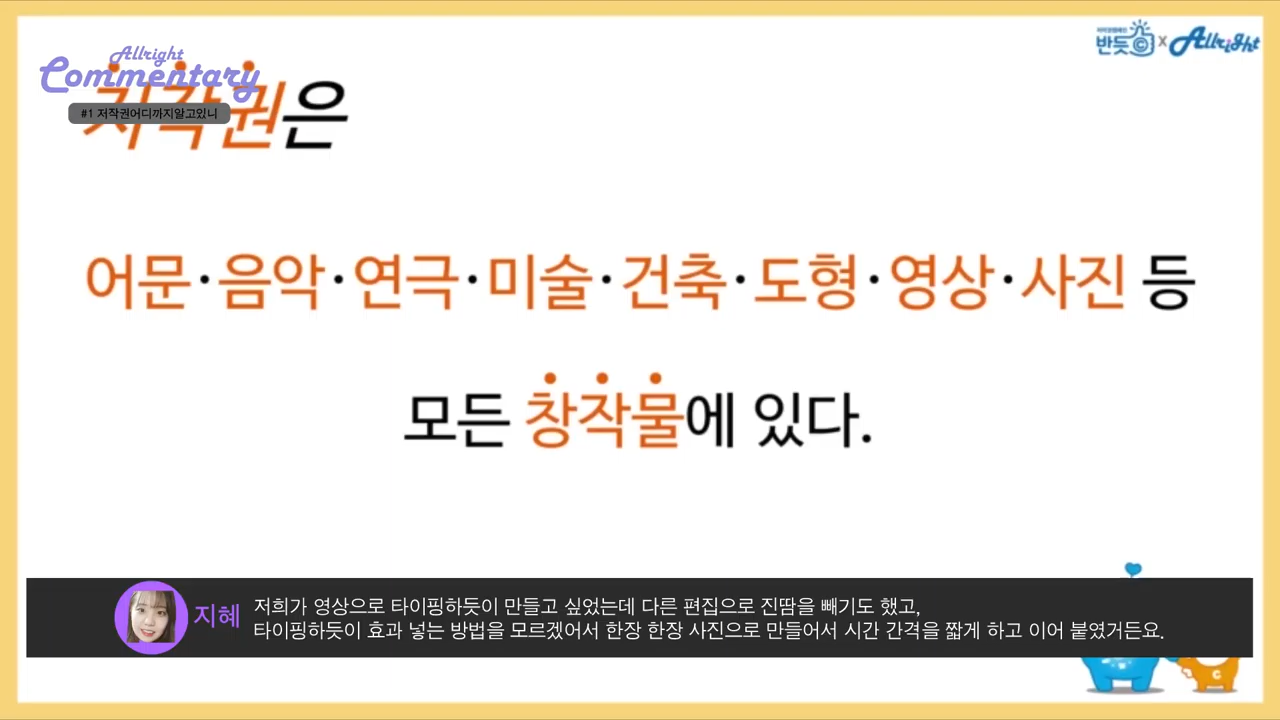 Allright
Commentary
#1 저작권어디까지알고있니
저작권은
반듯ⓒ x Allright
어문·음악·연극·미술·건축·도형·영상·사진 등
모든 창작물에 있다.
지혜
저희가 영상으로 타이핑하듯이 만들고 싶었는데 다른 편집으로 진땀을 빼기도 했고,
타이핑하듯이 효과 넣는 방법을 모르겠어서 한장 한장 사진으로 만들어서 시간 간격을 짧게 하고 이어 붙였거든요.